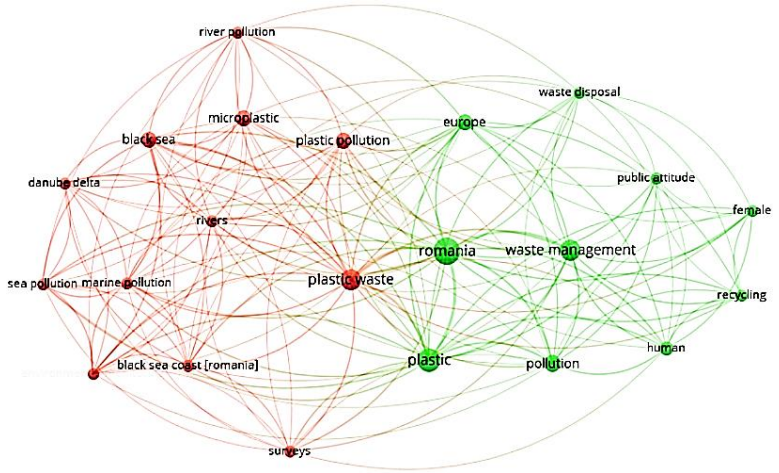 river pollution
waste disposal
microplastic
europe
black sea
plastic pollution
danube delta
public attitude
rivers
female
romania
waste management
sea pollution
marine pollution
plastic waste
recycling
human
black sea coast [romania]
plastic
pollution
surveys